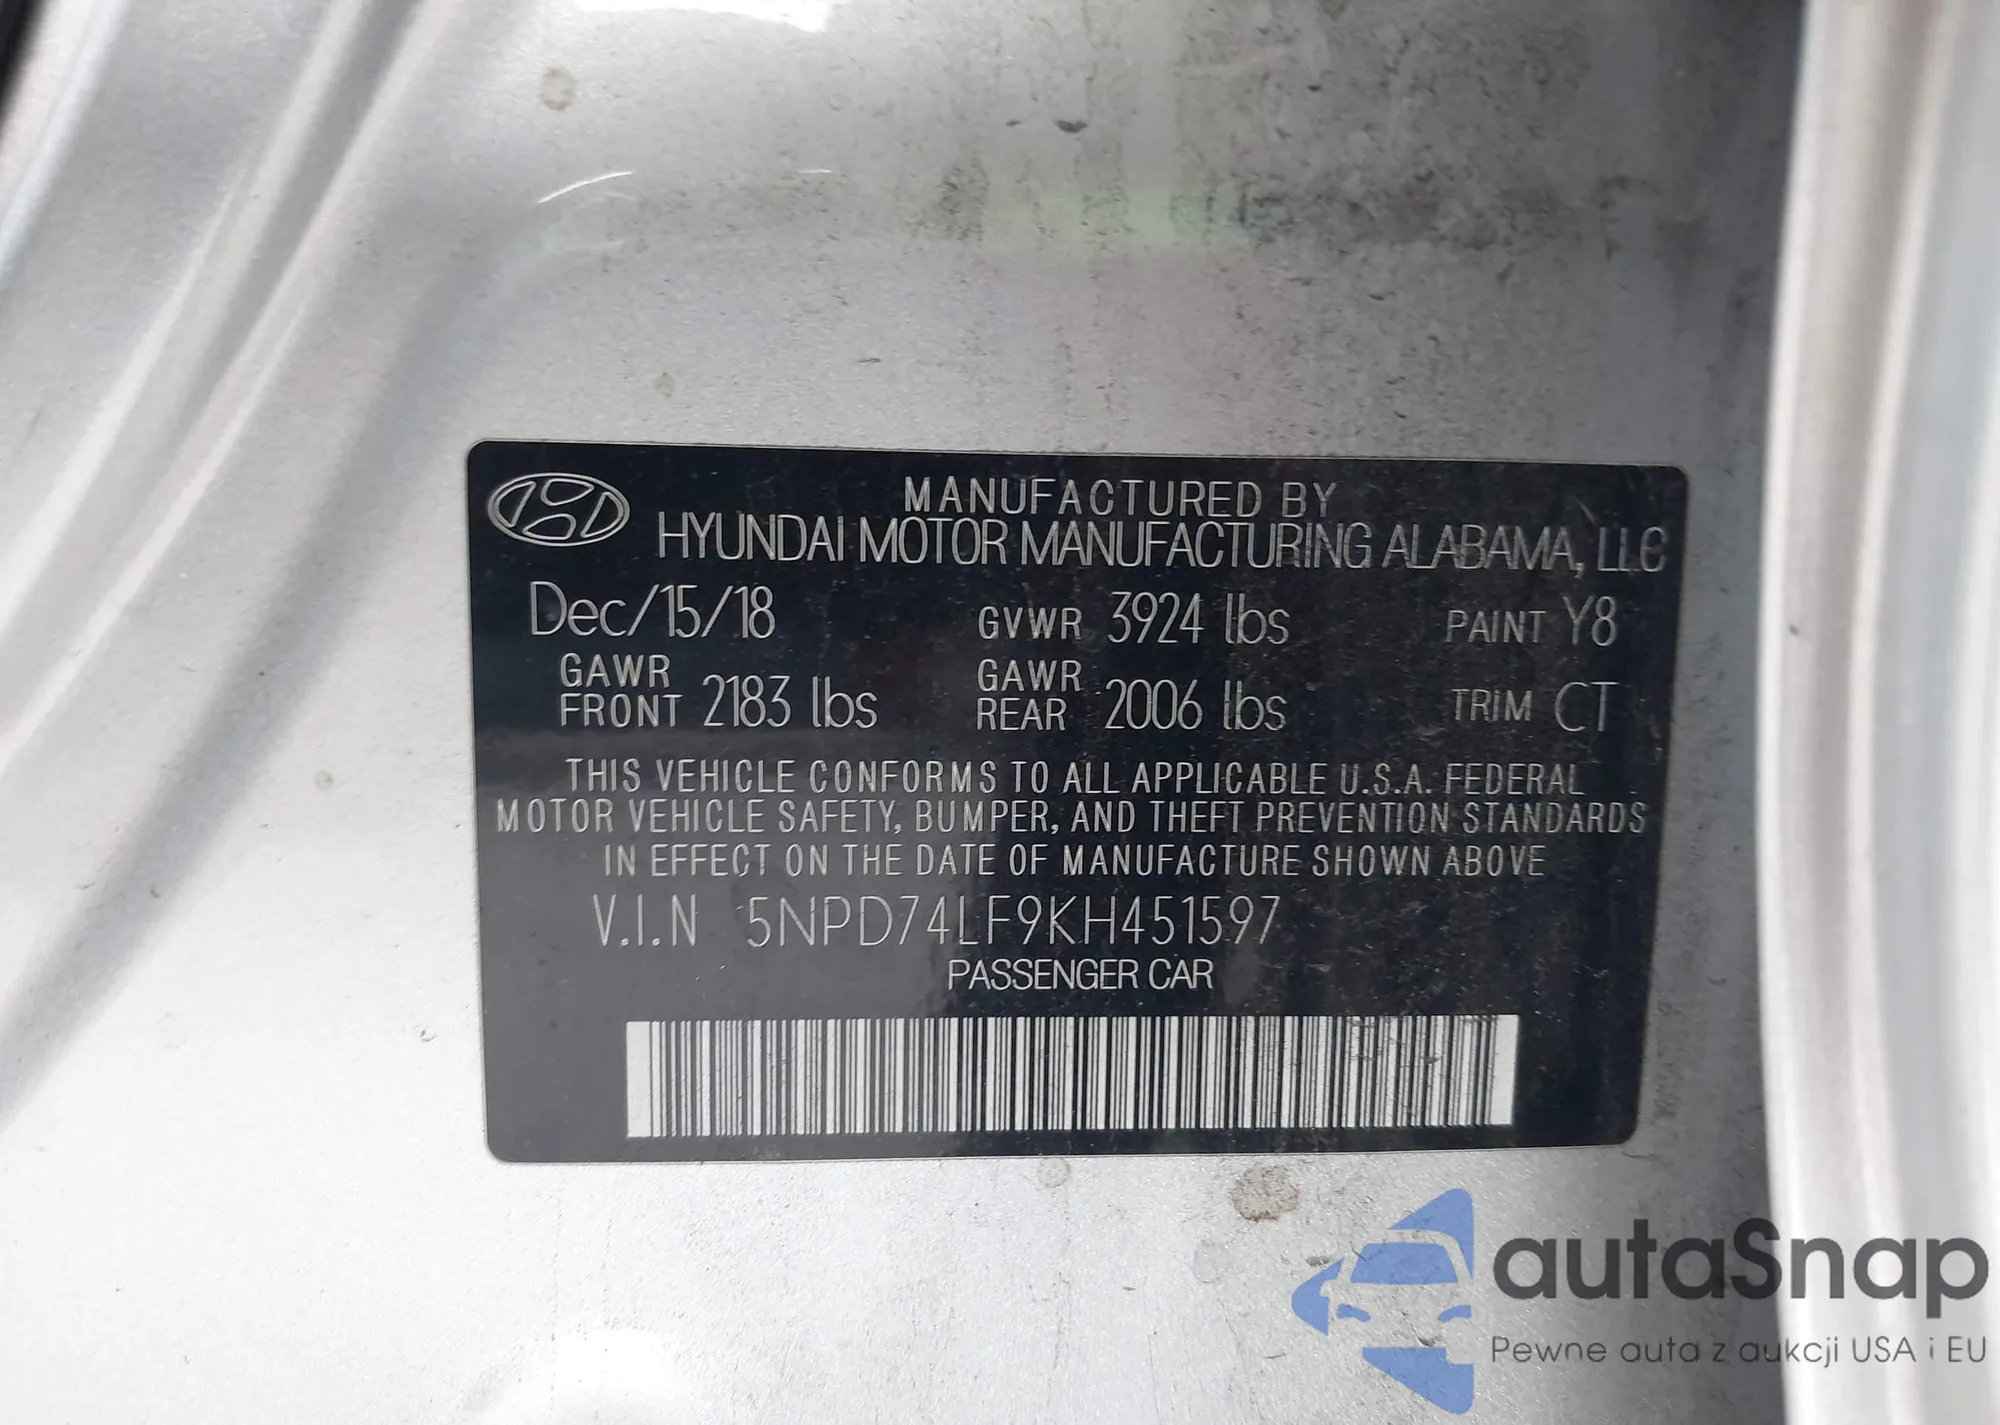 MANUFACTURED BY
HYUNDAI MOTOR MANUFACTURING ALABAMA, LLC
Dec/15/18 GVWR 3924 lbs PAINT Y8
GAWR FRONT 2183 lbs GAWR REAR 2006 lbs TRIM CT
THIS VEHICLE CONFORMS TO ALL APPLICABLE U.S.A. FEDERAL
MOTOR VEHICLE SAFETY, BUMPER, AND THEFT PREVENTION STANDARDS
IN EFFECT ON THE DATE OF MANUFACTURE SHOWN ABOVE
V.I.N 5NPD74LF9KH451597
PASSENGER CAR
autaSnap
Pewne auta z aukcji USA i EU